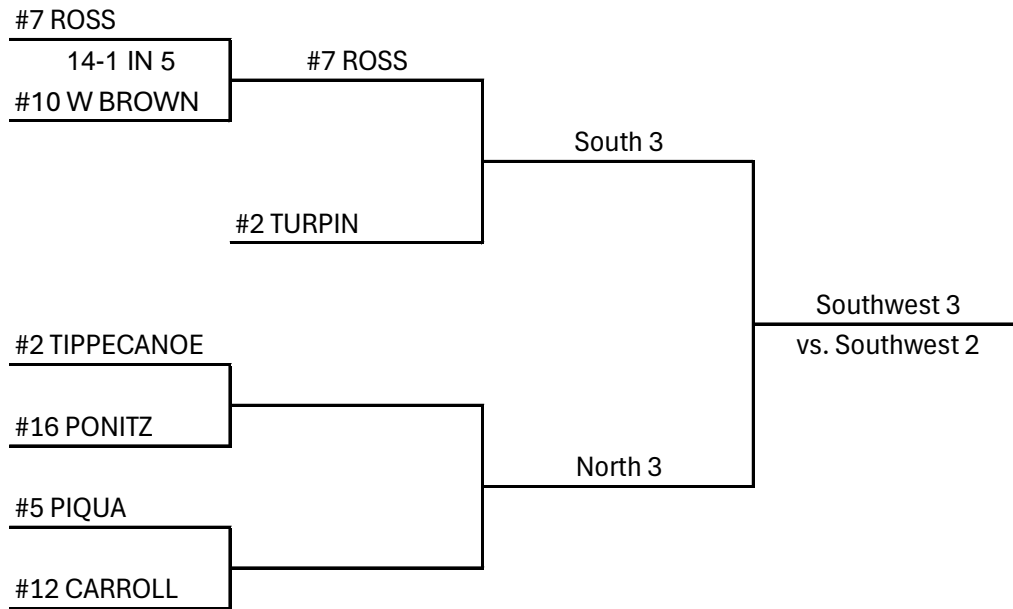 #7 ROSS
14-1 IN 5
#7 ROSS
#10 W BROWN
South 3
#2 TURPIN
Southwest 3
#2 TIPPECANOE
vs. Southwest 2
#16 PONITZ
North 3
#5 PIQUA
#12 CARROLL